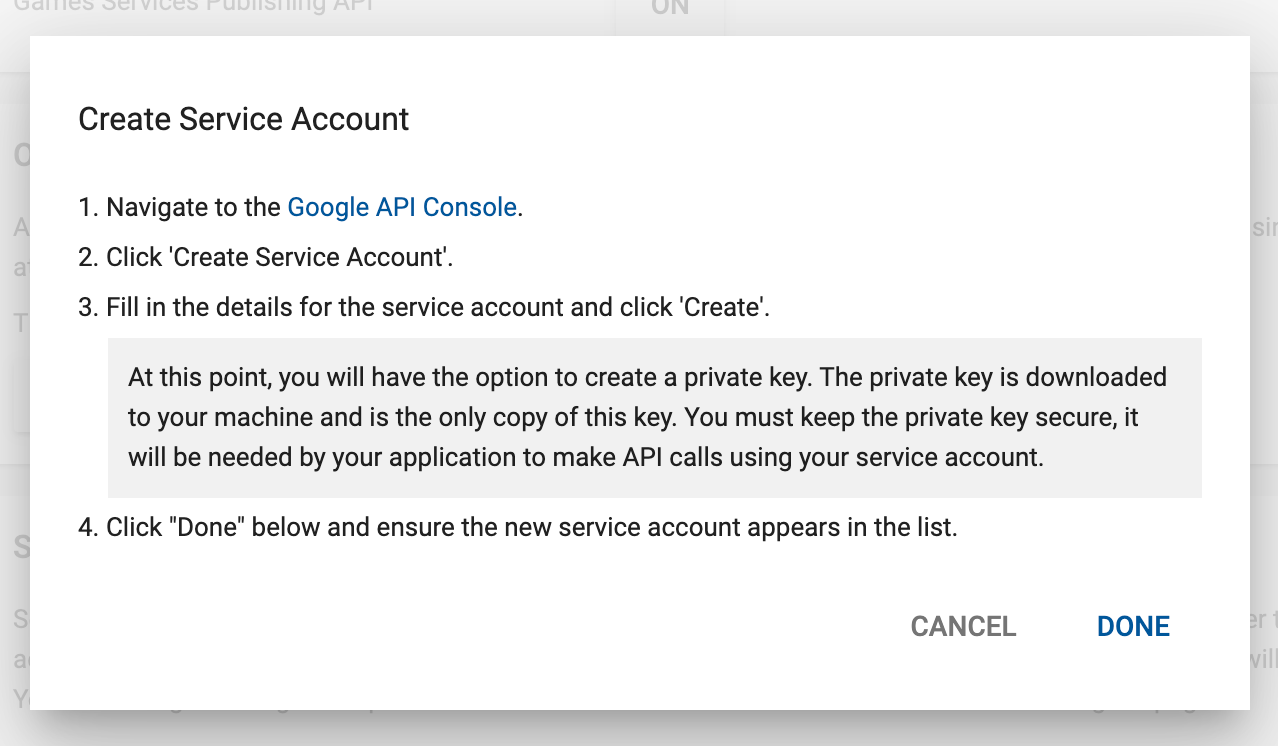 Games Services Publishing API
ON
Create Service Account
1. Navigate to the Google API Console.
2. Click 'Create Service Account'.
3. Fill in the details for the service account and click 'Create'.
At this point, you will have the option to create a private key. The private key is downloaded
to your machine and is the only copy of this key. You must keep the private key secure, it
will be needed by your application to make API calls using your service account.
4. Click "Done" below and ensure the new service account appears in the list.
CANCEL DONE